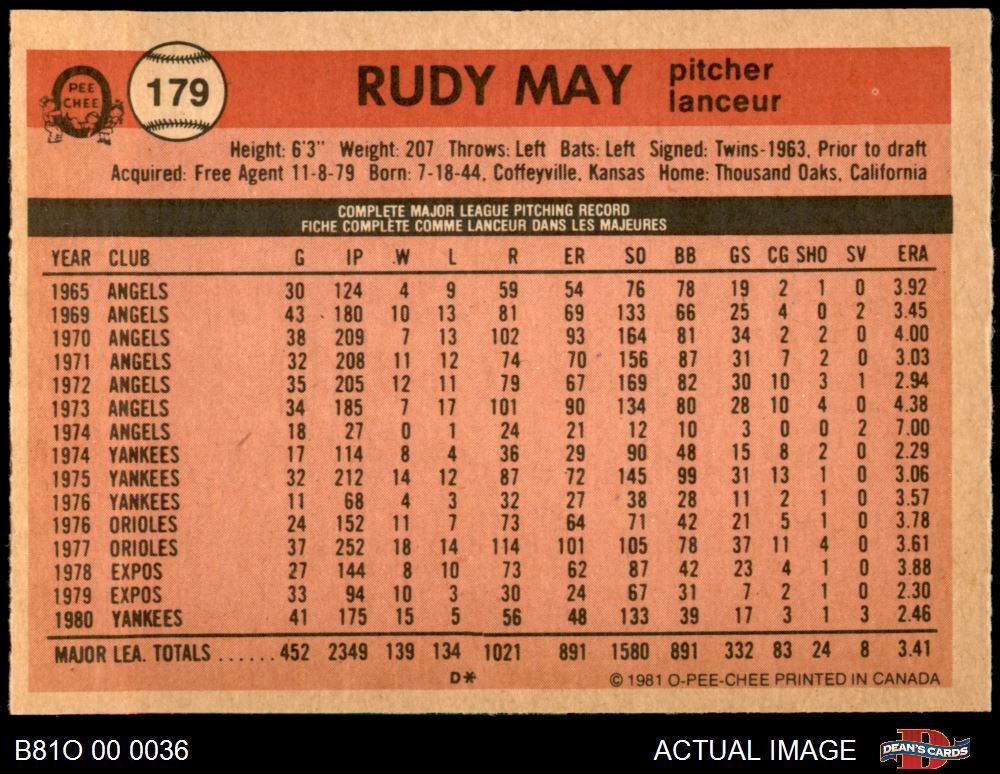 PEE
CHEE
179
RUDY MAY pitcher
lanceur
Height: 6'3" Weight: 207 Throws: Left Bats: Left Signed: Twins-1963, Prior to draft
Acquired: Free Agent 11-8-79 Born: 7-18-44, Coffeyville, Kansas Home: Thousand Oaks, California
COMPLETE MAJOR LEAGUE PITCHING RECORD
FICHE COMPLÈTE COMME LANCEUR DANS LES MAJEURES
YEAR CLUB G IP W L R ER SO BB GS CG SHO SV ERA
1965 ANGELS 30 124 4 9 59 54 76 78 19 2 1 0 3.92
1969 ANGELS 43 180 10 13 81 69 133 66 25 4 0 2 3.45
1970 ANGELS 38 209 7 13 102 93 164 81 34 2 2 0 4.00
1971 ANGELS 32 208 11 12 74 70 156 87 31 7 2 0 3.03
1972 ANGELS 35 205 12 11 79 67 169 82 30 10 3 1 2.94
1973 ANGELS 34 185 7 17 101 90 134 80 28 10 4 0 4.38
1974 ANGELS 18 27 0 1 24 21 12 10 3 0 0 2 7.00
1974 YANKEES 17 114 8 4 36 29 90 48 15 8 2 0 2.29
1975 YANKEES 32 212 14 12 87 72 145 99 31 13 1 0 3.06
1976 YANKEES 11 68 4 3 32 27 38 28 11 2 1 0 3.57
1976 ORIOLES 24 152 11 7 73 64 71 42 21 5 1 0 3.78
1977 ORIOLES 37 252 18 14 114 101 105 78 37 11 4 0 3.61
1978 EXPOS 27 144 8 10 73 62 87 42 23 4 1 0 3.88
1979 EXPOS 33 94 10 3 30 24 67 31 7 2 1 0 2.30
1980 YANKEES 41 175 15 5 56 48 133 39 17 3 1 3 2.46
MAJOR LEA. TOTALS ......452 2349 139 134 1021 891 1580 891 332 83 24 8 3.41
D* © 1981 O-PEE-CHEE PRINTED IN CANADA
B81O 00 0036 ACTUAL IMAGE DEAN'S CARDS